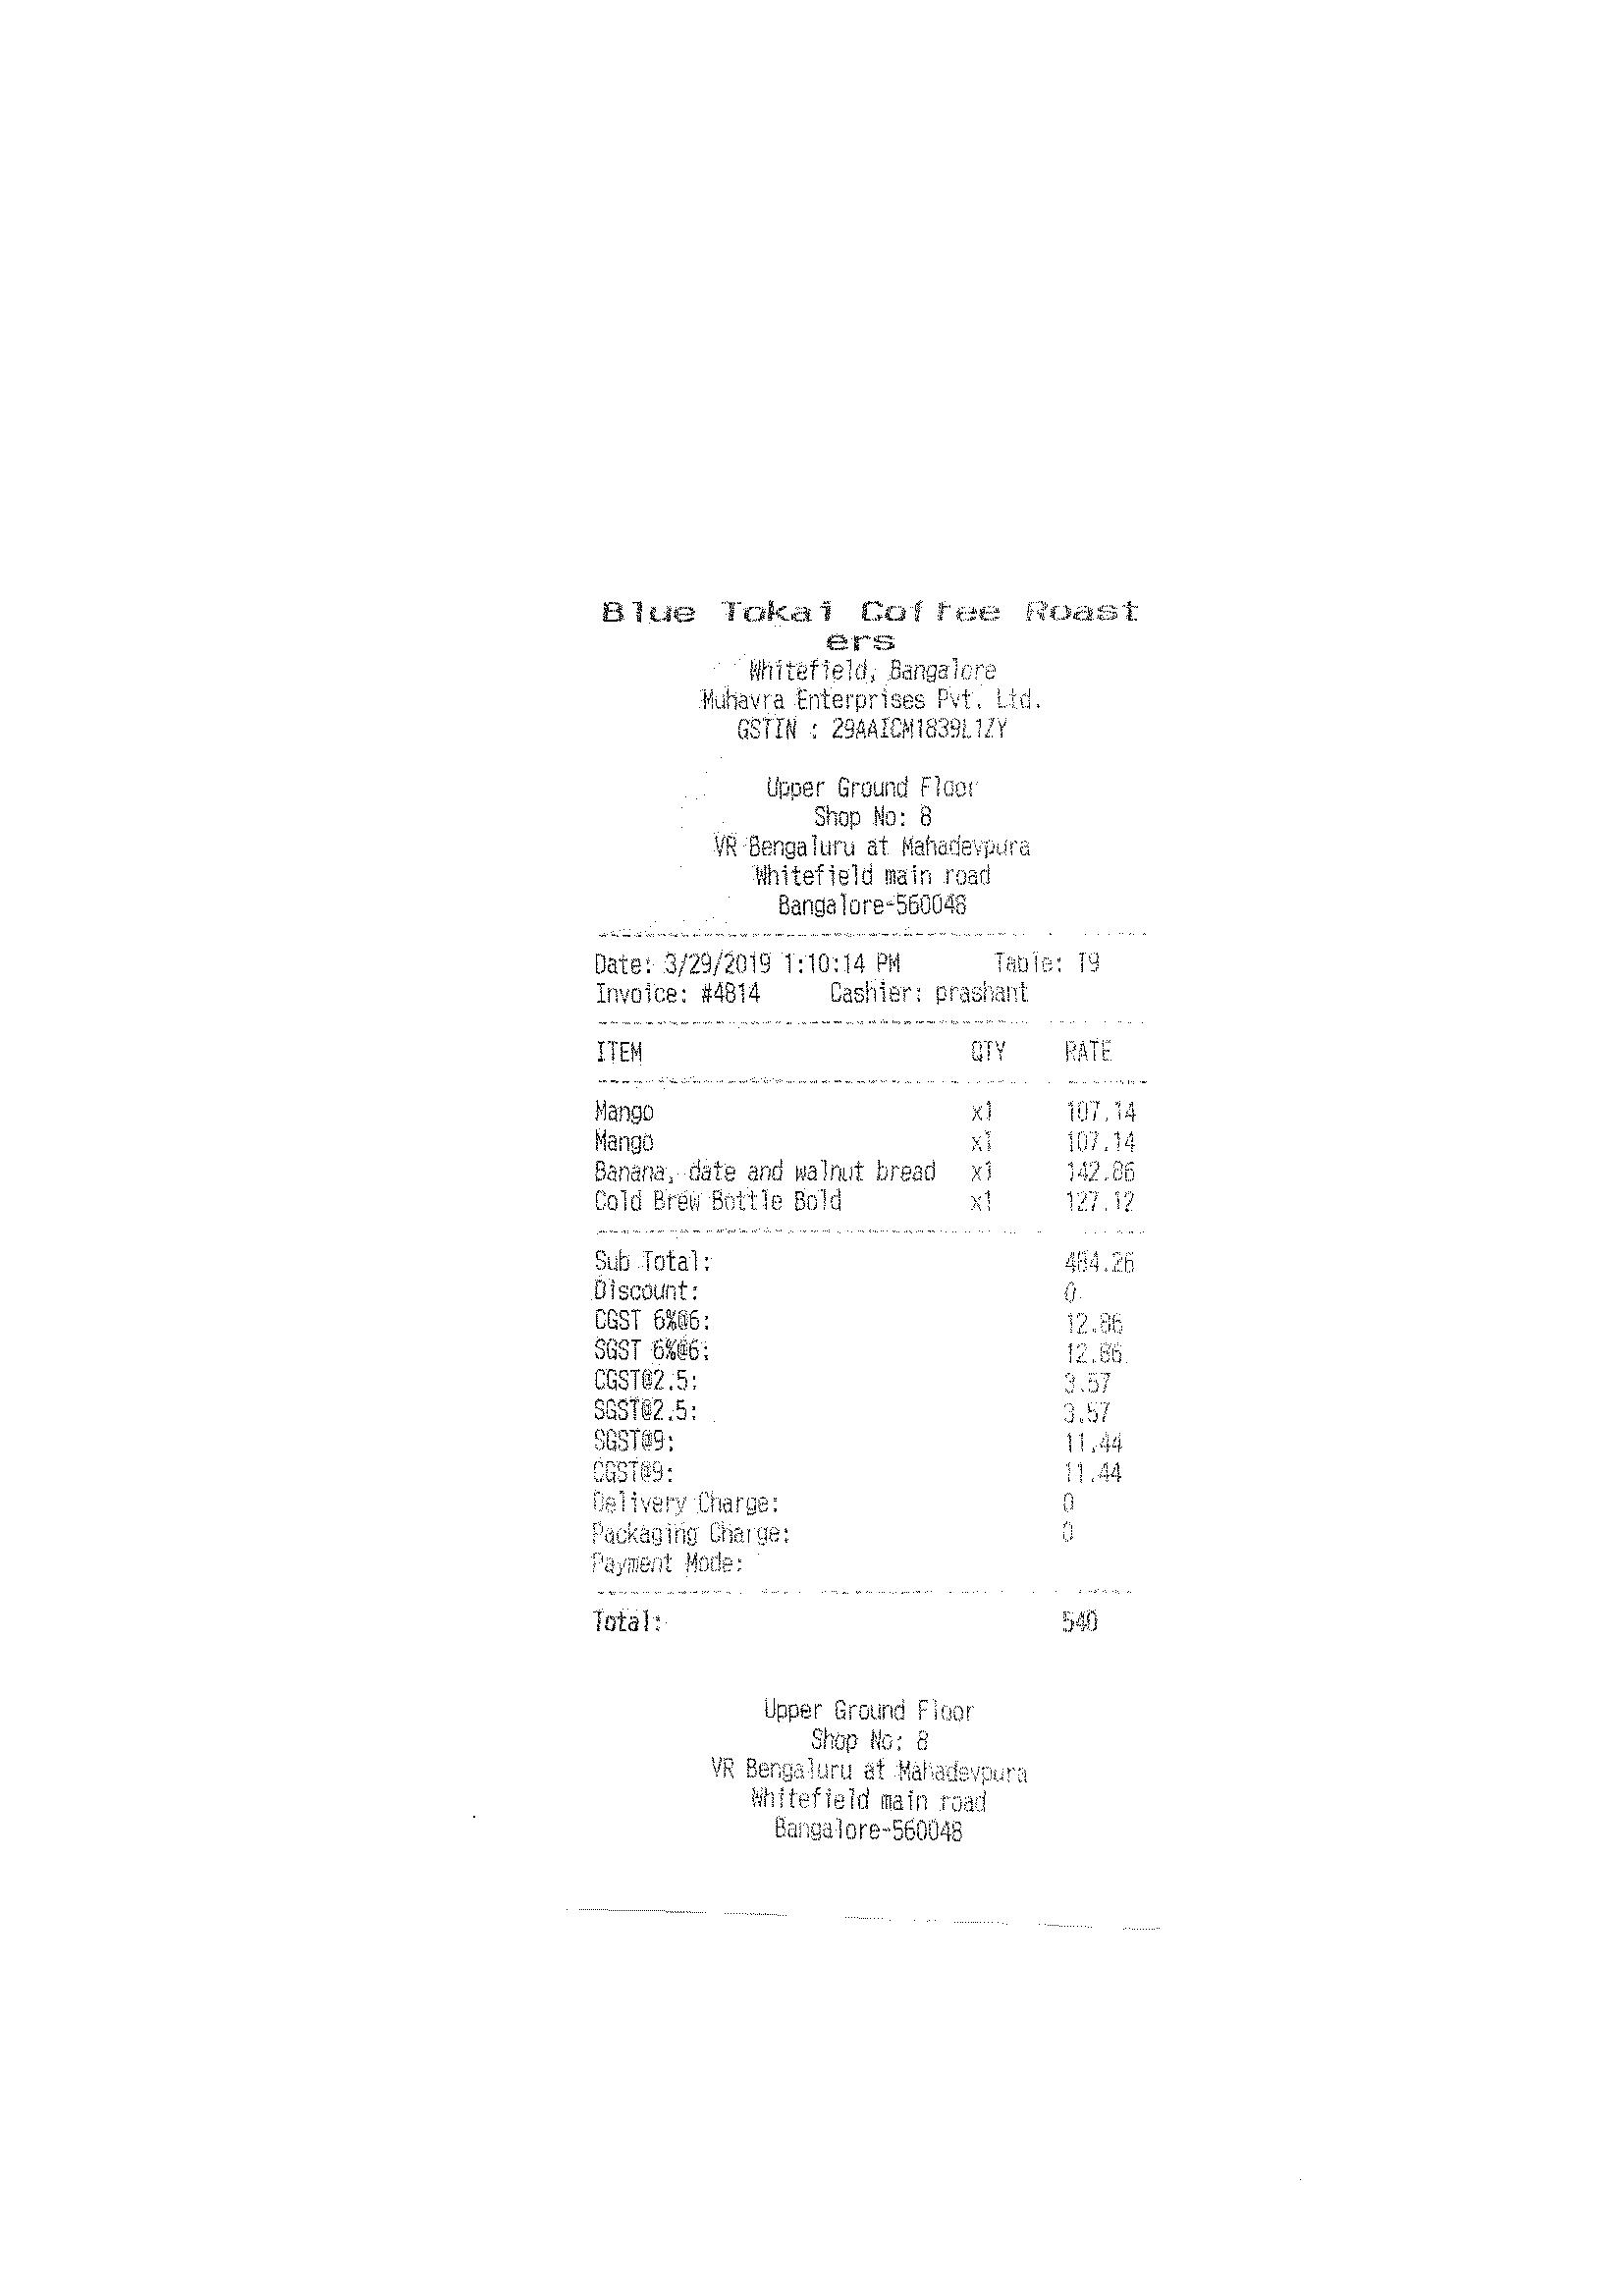 Blue Tokai Coffee Roast
ers
Whitefield, Bangalore
Muhavra Enterprises Pvt. Ltd.
GSTIN : 29AAICM1839L1ZY
Upper Ground Floor
Shop No: 8
VR Bengaluru at Mahadevpura
Whitefield main road
Bangalore-560048
Date: 3/29/2019 1:10:14 PM Table: T9
Invoice: #4814 Cashier: prashant
ITEM QTY RATE
Mango x1 107.14
Mango x1 107.14
Banana, date and walnut bread x1 142.86
Cold Brew Bottle Bold x1 127.12
Sub Total: 484.26
Discount: 0
CGST 6%@6: 12.86
SGST 6%@6: 12.86
CGST@2.5: 3.57
SGST@2.5: 3.57
SGST@9: 11.44
CGST@9: 11.44
Delivery Charge: 0
Packaging Charge: 0
Payment Mode:
Total: 540
Upper Ground Floor
Shop No: 8
VR Bengaluru at Mahadevpura
Whitefield main road
Bangalore-560048